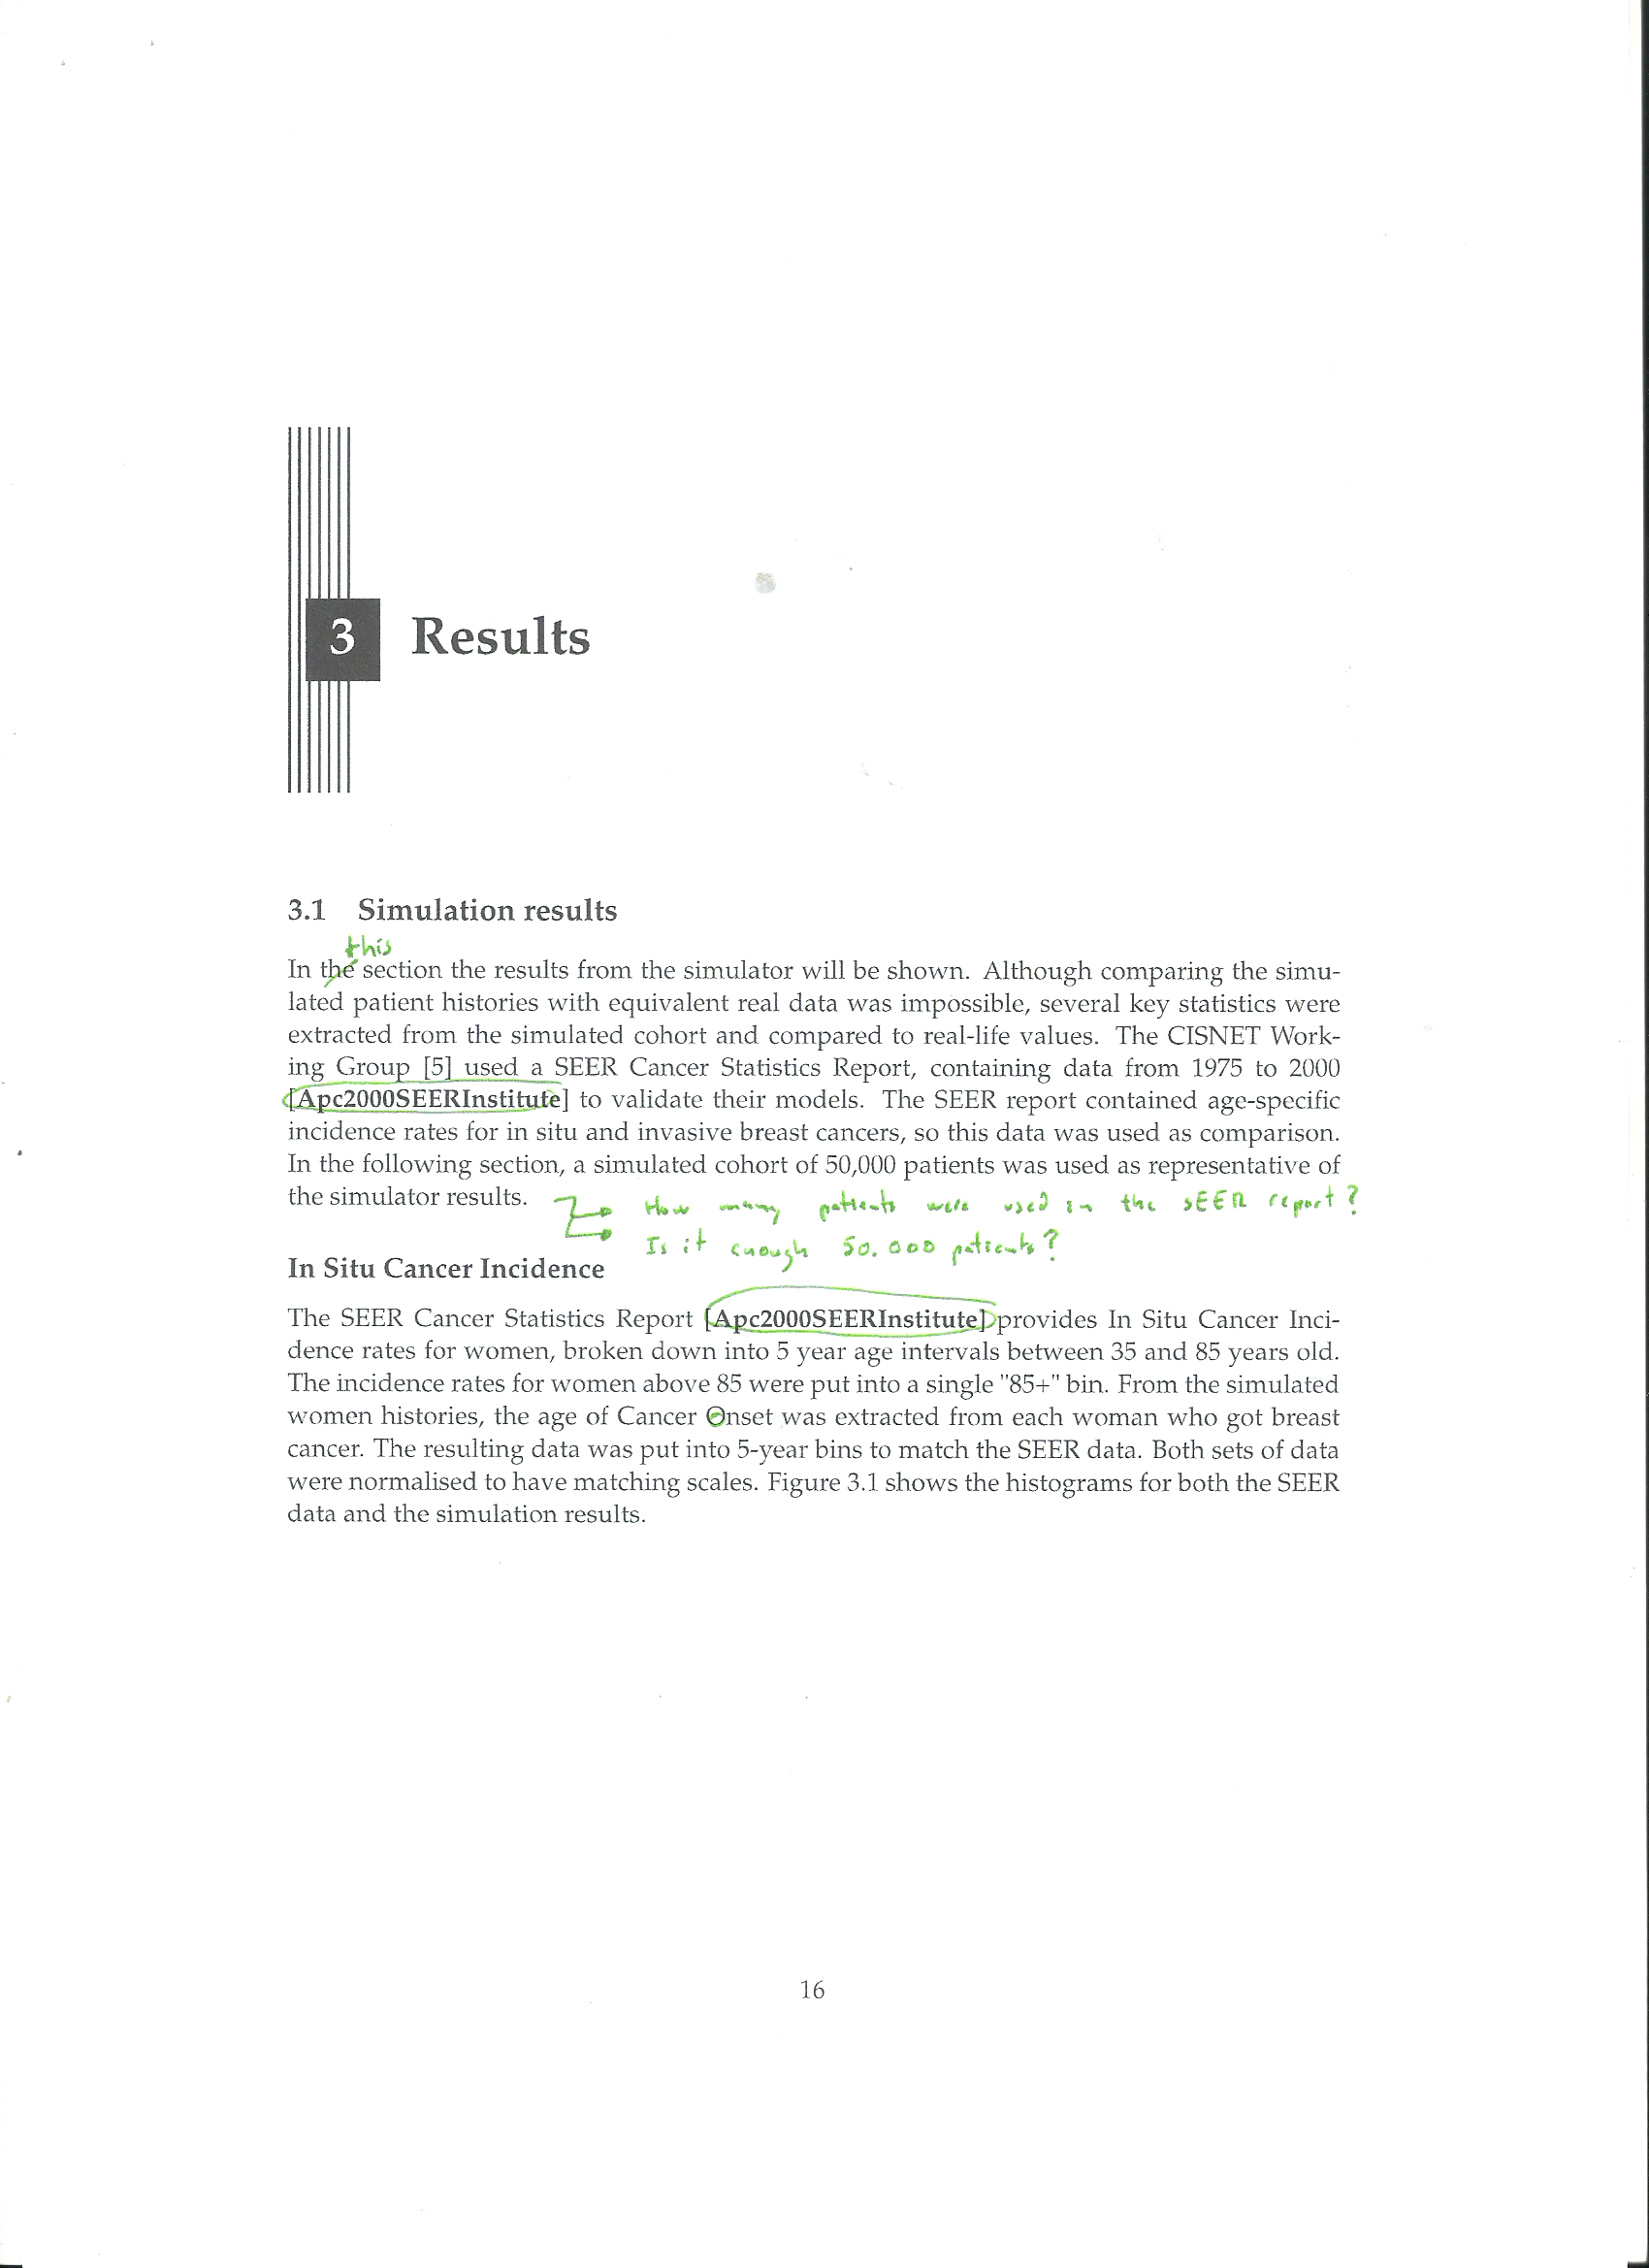 3 Results
3.1 Simulation results
this
In the section the results from the simulator will be shown. Although comparing the simu-
lated patient histories with equivalent real data was impossible, several key statistics were
extracted from the simulated cohort and compared to real-life values. The CISNET Work-
ing Group [5] used a SEER Cancer Statistics Report, containing data from 1975 to 2000
[Apc2000SEERInstitute] to validate their models. The SEER report contained age-specific
incidence rates for in situ and invasive breast cancers, so this data was used as comparison.
In the following section, a simulated cohort of 50,000 patients was used as representative of
the simulator results.
How many patients were used in the SEER report?
Is it enough 50.000 patients?
In Situ Cancer Incidence
The SEER Cancer Statistics Report [Apc2000SEERInstitute] provides In Situ Cancer Inci-
dence rates for women, broken down into 5 year age intervals between 35 and 85 years old.
The incidence rates for women above 85 were put into a single "85+" bin. From the simulated
women histories, the age of Cancer Onset was extracted from each woman who got breast
cancer. The resulting data was put into 5-year bins to match the SEER data. Both sets of data
were normalised to have matching scales. Figure 3.1 shows the histograms for both the SEER
data and the simulation results.
16